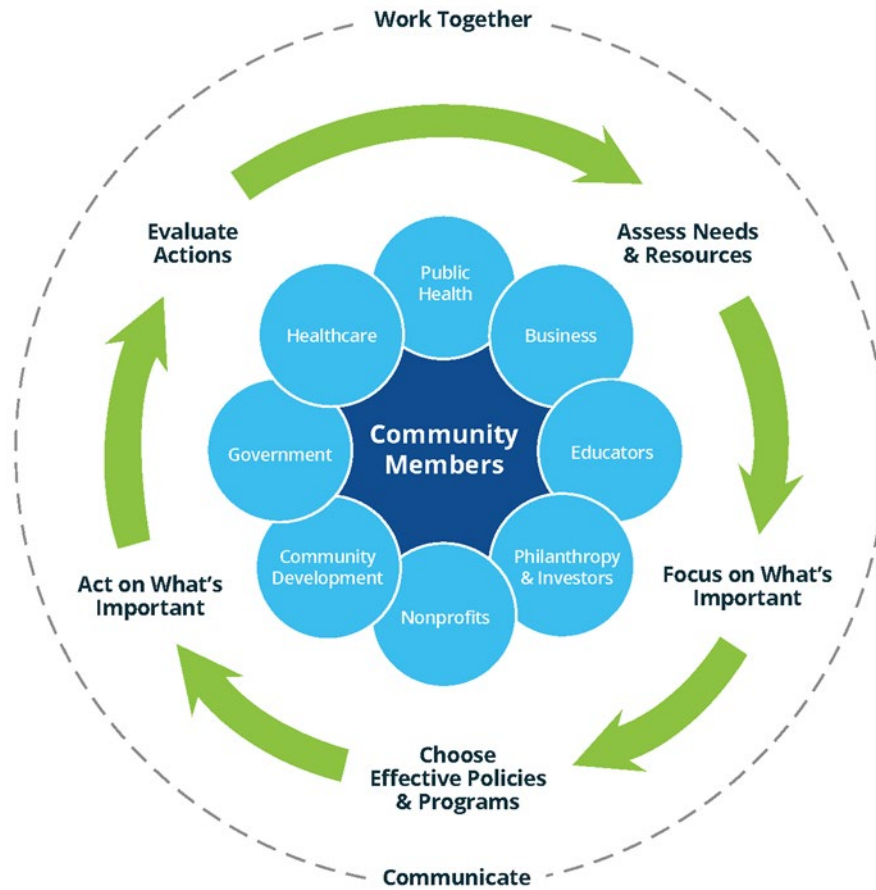 Work Together
Evaluate
Actions
Assess Needs
& Resources
Public
Health
Healthcare
Business
Government
Community
Members
Educators
Community
Development
Philanthropy
& Investors
Nonprofits
Act on What's
Important
Focus on What's
Important
Choose
Effective Policies
& Programs
Communicate